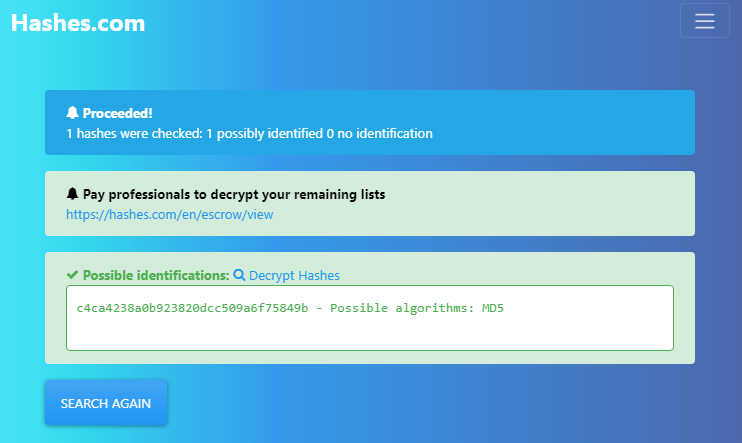 Hashes.com
Proceeded!
1 hashes were checked: 1 possibly identified 0 no identification
Pay professionals to decrypt your remaining lists
https://hashes.com/en/escrow/view
Possible identifications: Decrypt Hashes
c4ca4238a0b923820dcc509a6f75849b - Possible algorithms: MD5
SEARCH AGAIN